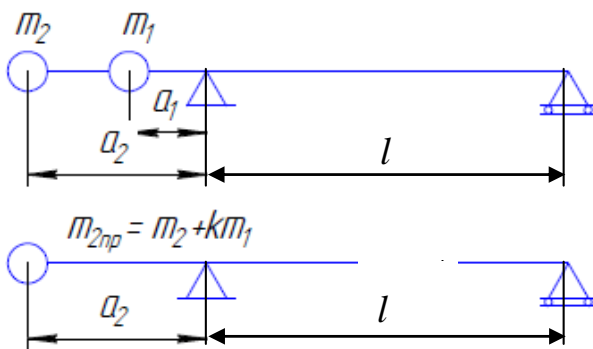 m₂ m₁
a₁
a₂ l
m₂пр = m₂ + km₁
a₂ l